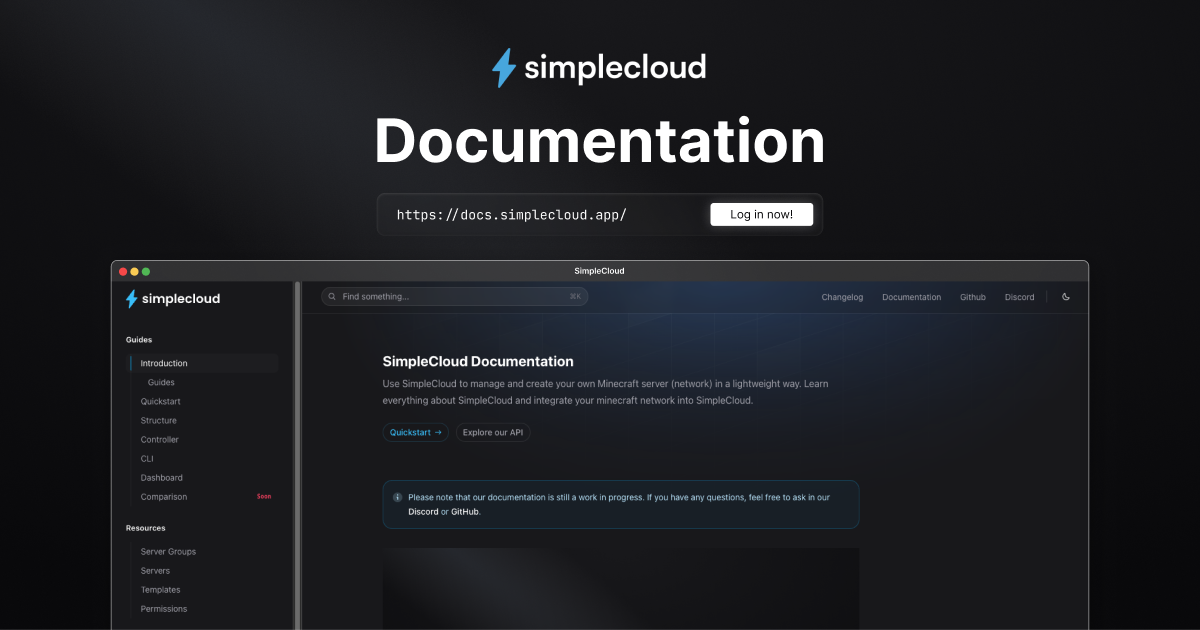 simplecloud
Documentation
https://docs.simplecloud.app/
Log in now!
SimpleCloud
simplecloud
Find something...
⌘K
Changelog
Documentation
Github
Discord
Guides
Introduction
Guides
Quickstart
Structure
Controller
CLI
Dashboard
Comparison
Soon
Resources
Server Groups
Servers
Templates
Permissions
SimpleCloud Documentation
Use SimpleCloud to manage and create your own Minecraft server (network) in a lightweight way. Learn
everything about SimpleCloud and integrate your minecraft network into SimpleCloud.
Quickstart →
Explore our API
Please note that our documentation is still a work in progress. If you have any questions, feel free to ask in our
Discord or GitHub.